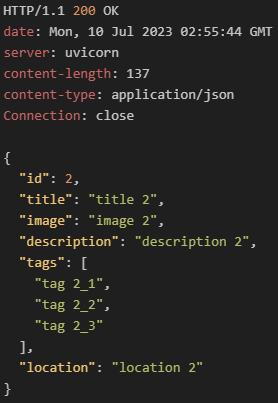 HTTP/1.1 200 OK
date: Mon, 10 Jul 2023 02:55:44 GMT
server: uvicorn
content-length: 137
content-type: application/json
Connection: close

{
  "id": 2,
  "title": "title 2",
  "image": "image 2",
  "description": "description 2",
  "tags": [
    "tag 2_1",
    "tag 2_2",
    "tag 2_3"
  ],
  "location": "location 2"
}